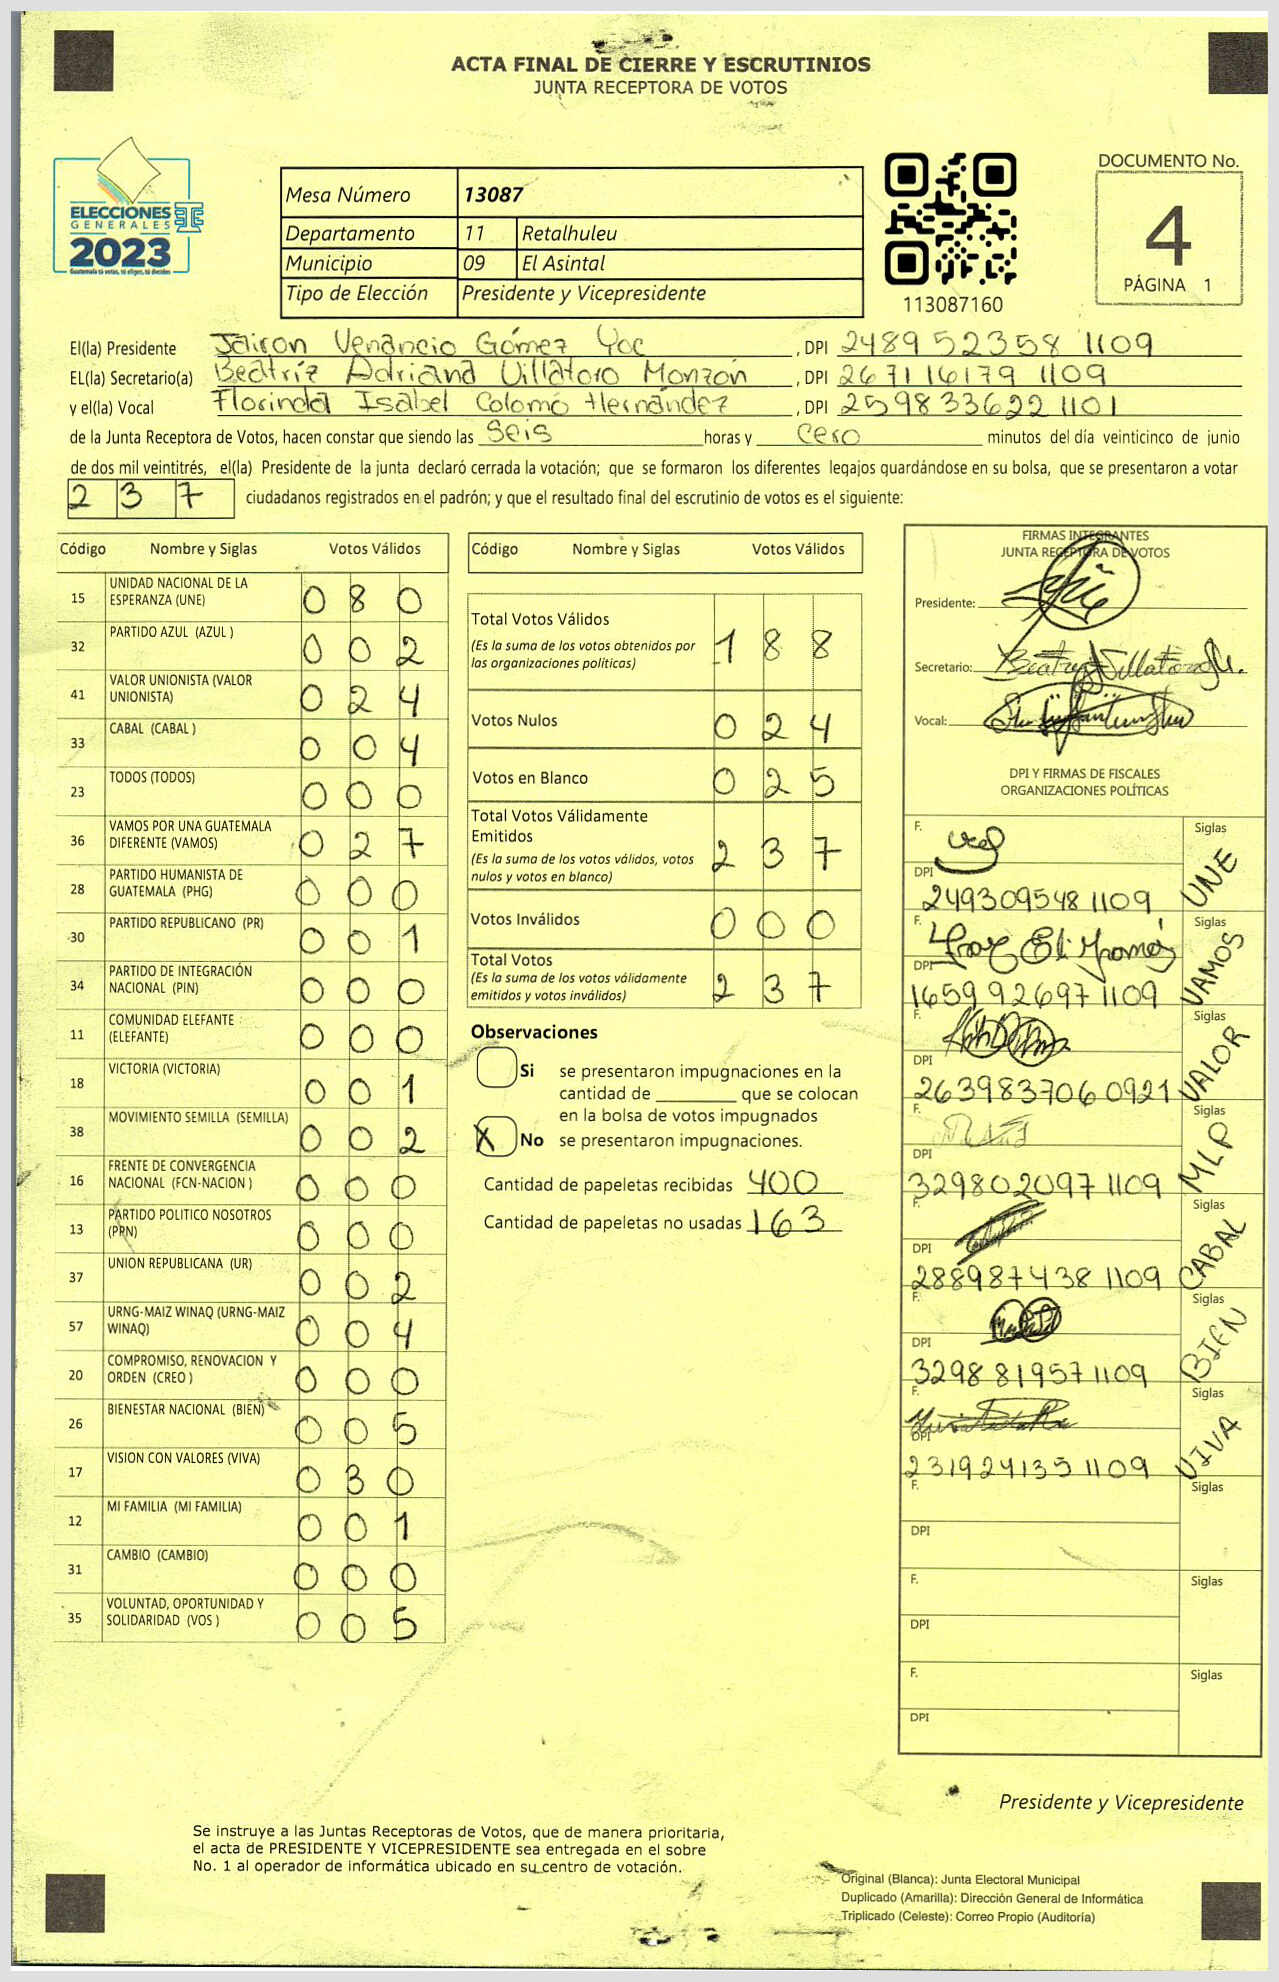 ACTA FINAL DE CIERRE Y ESCRUTINIOS
JUNTA RECEPTORA DE VOTOS
ELECCIONES
GENERALES
2023
Guatemala tú votas, tú eliges, tú decides
Mesa Número 13087
Departamento 11 Retalhuleu
Municipio 09 El Asintal
Tipo de Elección Presidente y Vicepresidente
113087160
DOCUMENTO No.
4
PÁGINA 1
El(la) Presidente Jairon Venancio Gómez Yoc , DPI 2489 52358 1109
EL(la) Secretario(a) Beatríz Adriana Villatoro Monzón , DPI 26711 6179 1109
y el(la) Vocal Florinda Isabel Colomo Hernández , DPI 259833622 1101
de la Junta Receptora de Votos, hacen constar que siendo las Seis horas y Cero minutos del día veinticinco de junio
de dos mil veintitrés, el(la) Presidente de la junta declaró cerrada la votación; que se formaron los diferentes legajos guardándose en su bolsa, que se presentaron a votar
2 3 7 ciudadanos registrados en el padrón; y que el resultado final del escrutinio de votos es el siguiente:
Código Nombre y Siglas Votos Válidos
15 UNIDAD NACIONAL DE LA ESPERANZA (UNE) 0 8 0
32 PARTIDO AZUL (AZUL ) 0 0 2
41 VALOR UNIONISTA (VALOR UNIONISTA) 0 2 4
33 CABAL (CABAL ) 0 0 4
23 TODOS (TODOS) 0 0 0
36 VAMOS POR UNA GUATEMALA DIFERENTE (VAMOS) 0 2 7
28 PARTIDO HUMANISTA DE GUATEMALA (PHG) 0 0 0
30 PARTIDO REPUBLICANO (PR) 0 0 1
34 PARTIDO DE INTEGRACIÓN NACIONAL (PIN) 0 0 0
11 COMUNIDAD ELEFANTE (ELEFANTE) 0 0 0
18 VICTORIA (VICTORIA) 0 0 1
38 MOVIMIENTO SEMILLA (SEMILLA) 0 0 2
16 FRENTE DE CONVERGENCIA NACIONAL (FCN-NACION ) 0 0 0
13 PARTIDO POLITICO NOSOTROS (PPN) 0 0 0
37 UNION REPUBLICANA (UR) 0 0 2
57 URNG-MAIZ WINAQ (URNG-MAIZ WINAQ) 0 0 4
20 COMPROMISO, RENOVACION Y ORDEN (CREO ) 0 0 0
26 BIENESTAR NACIONAL (BIEN) 0 0 5
17 VISION CON VALORES (VIVA) 0 3 0
12 MI FAMILIA (MI FAMILIA) 0 0 1
31 CAMBIO (CAMBIO) 0 0 0
35 VOLUNTAD, OPORTUNIDAD Y SOLIDARIDAD (VOS ) 0 0 5
Código Nombre y Siglas Votos Válidos
Total Votos Válidos 1 8 8
(Es la suma de los votos obtenidos por
las organizaciones políticas)
Votos Nulos 0 2 4
Votos en Blanco 0 2 5
Total Votos Válidamente
Emitidos 2 3 7
(Es la suma de los votos válidos, votos
nulos y votos en blanco)
Votos Inválidos 0 0 0
Total Votos
(Es la suma de los votos válidamente
emitidos y votos inválidos) 2 3 7
Observaciones
Si se presentaron impugnaciones en la
cantidad de ________ que se colocan
en la bolsa de votos impugnados
X No se presentaron impugnaciones.
Cantidad de papeletas recibidas 400
Cantidad de papeletas no usadas 163
FIRMAS INTEGRANTES
JUNTA RECEPTORA DE VOTOS
Presidente:
Secretario:
Vocal:
DPI Y FIRMAS DE FISCALES
ORGANIZACIONES POLÍTICAS
F. Siglas
DPI 249309548 1109 UNE
F. Siglas
DPI 1659 92697 1109 VAMOS
F. Siglas
DPI 263983706 0921 VALOR
F. Siglas
DPI 329802097 1109 MLP
F. Siglas
DPI 288987438 1109 CABAL
F. Siglas
DPI 3298 81957 1109 BIEN
F. Siglas
DPI 231924135 1109 VIVA
F. Siglas
DPI
F. Siglas
DPI
F. Siglas
DPI
Presidente y Vicepresidente
Se instruye a las Juntas Receptoras de Votos, que de manera prioritaria,
el acta de PRESIDENTE Y VICEPRESIDENTE sea entregada en el sobre
No. 1 al operador de informática ubicado en su centro de votación.
Original (Blanca): Junta Electoral Municipal
Duplicado (Amarilla): Dirección General de Informática
Triplicado (Celeste): Correo Propio (Auditoría)